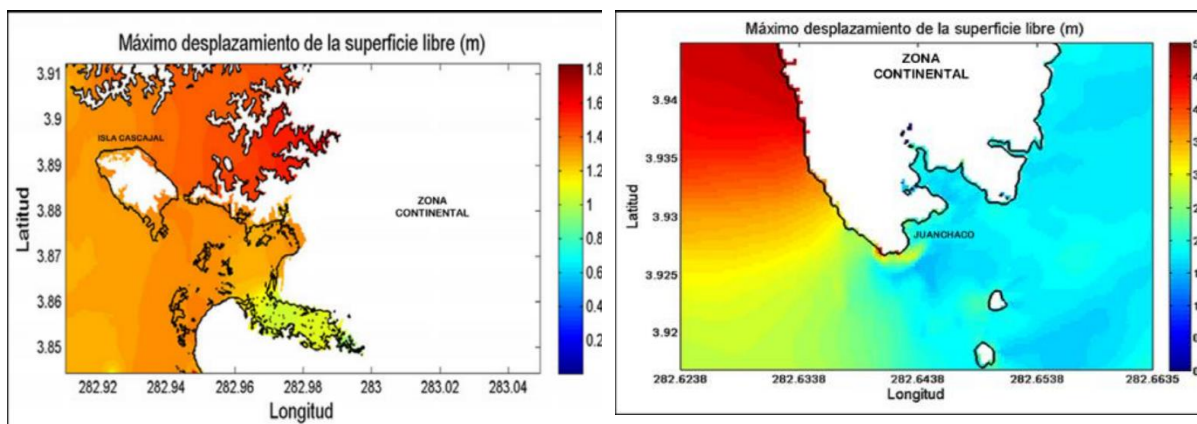 Máximo desplazamiento de la superficie libre (m)
3.91
3.9
3.89
3.88
3.87
3.86
3.85
Latitud
ISLA CASCAJAL
ZONA
CONTINENTAL
282.92 282.94 282.96 282.98 283 283.02 283.04
Longitud
1.8
1.6
1.4
1.2
1
0.8
0.6
0.4
0.2
Máximo desplazamiento de la superficie libre (m)
3.94
3.935
3.93
3.925
3.92
Latitud
ZONA
CONTINENTAL
JUANCHACO
282.6238 282.6338 282.6438 282.6538 282.6635
Longitud